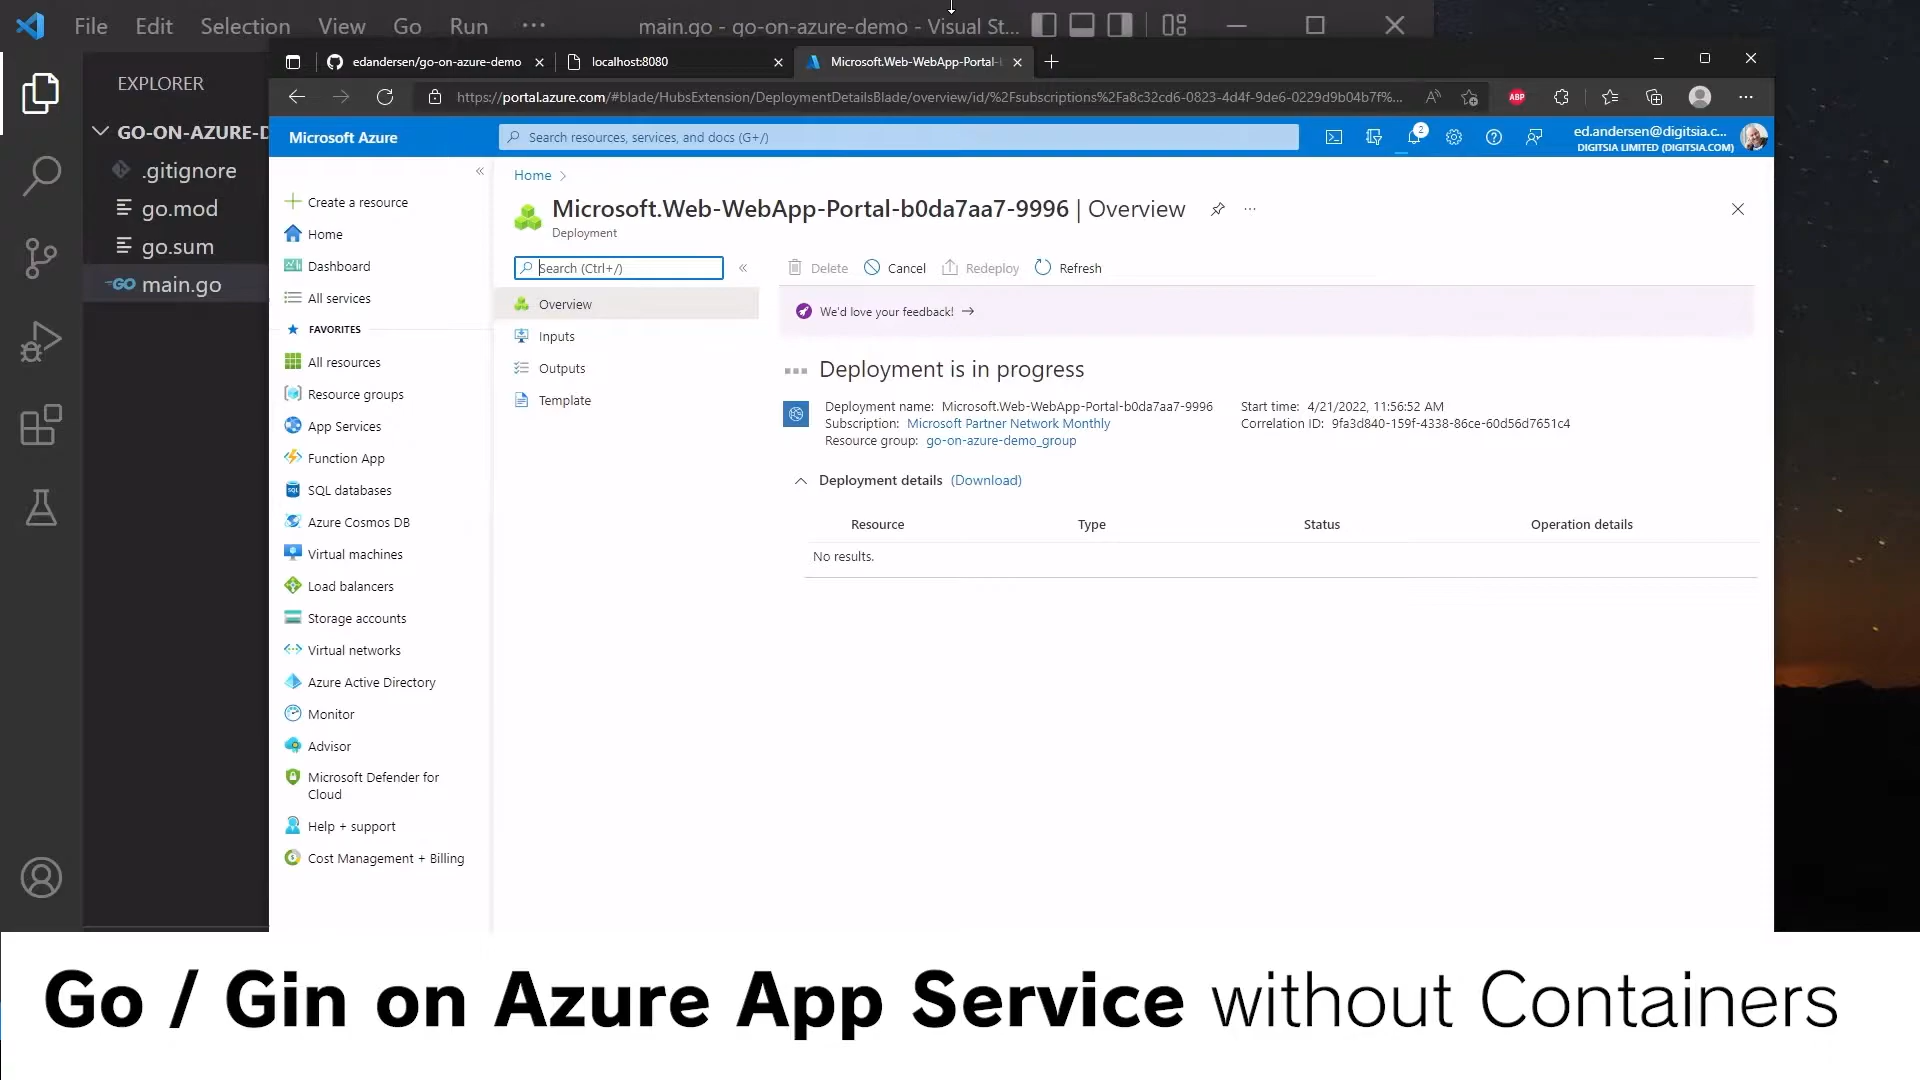 File Edit Selection View Go Run ··· main.go - go-on-azure-demo - Visual St...
edandersen/go-on-azure-demo localhost:8080 Microsoft.Web-WebApp-Portal-
https://portal.azure.com/#blade/HubsExtension/DeploymentDetailsBlade/overview/id/%2Fsubscriptions%2Fa8c32cd6-0823-4d4f-9de6-0229d9b04b7f%... ABP
EXPLORER
GO-ON-AZURE-D
.gitignore
go.mod
go.sum
GO main.go
Microsoft Azure
Search resources, services, and docs (G+/)
2
ed.andersen@digitsia.c...
DIGITSIA LIMITED (DIGITSIA.COM)
Create a resource
Home
Dashboard
All services
FAVORITES
All resources
Resource groups
App Services
Function App
SQL databases
Azure Cosmos DB
Virtual machines
Load balancers
Storage accounts
Virtual networks
Azure Active Directory
Monitor
Advisor
Microsoft Defender for
Cloud
Help + support
Cost Management + Billing
Home
Microsoft.Web-WebApp-Portal-b0da7aa7-9996 | Overview
Deployment
Search (Ctrl+/)
Overview
Inputs
Outputs
Template
Delete Cancel Redeploy Refresh
We'd love your feedback! →
Deployment is in progress
Deployment name: Microsoft.Web-WebApp-Portal-b0da7aa7-9996 Start time: 4/21/2022, 11:56:52 AM
Subscription: Microsoft Partner Network Monthly Correlation ID: 9fa3d840-159f-4338-86ce-60d56d7651c4
Resource group: go-on-azure-demo_group
Deployment details (Download)
Resource Type Status Operation details
No results.
Go / Gin on Azure App Service without Containers